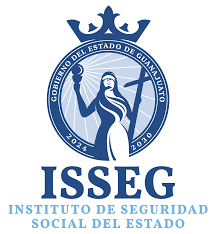 GOBIERNO DEL ESTADO DE GUANAJUATO
2024 2030
ISSEG
INSTITUTO DE SEGURIDAD
SOCIAL DEL ESTADO